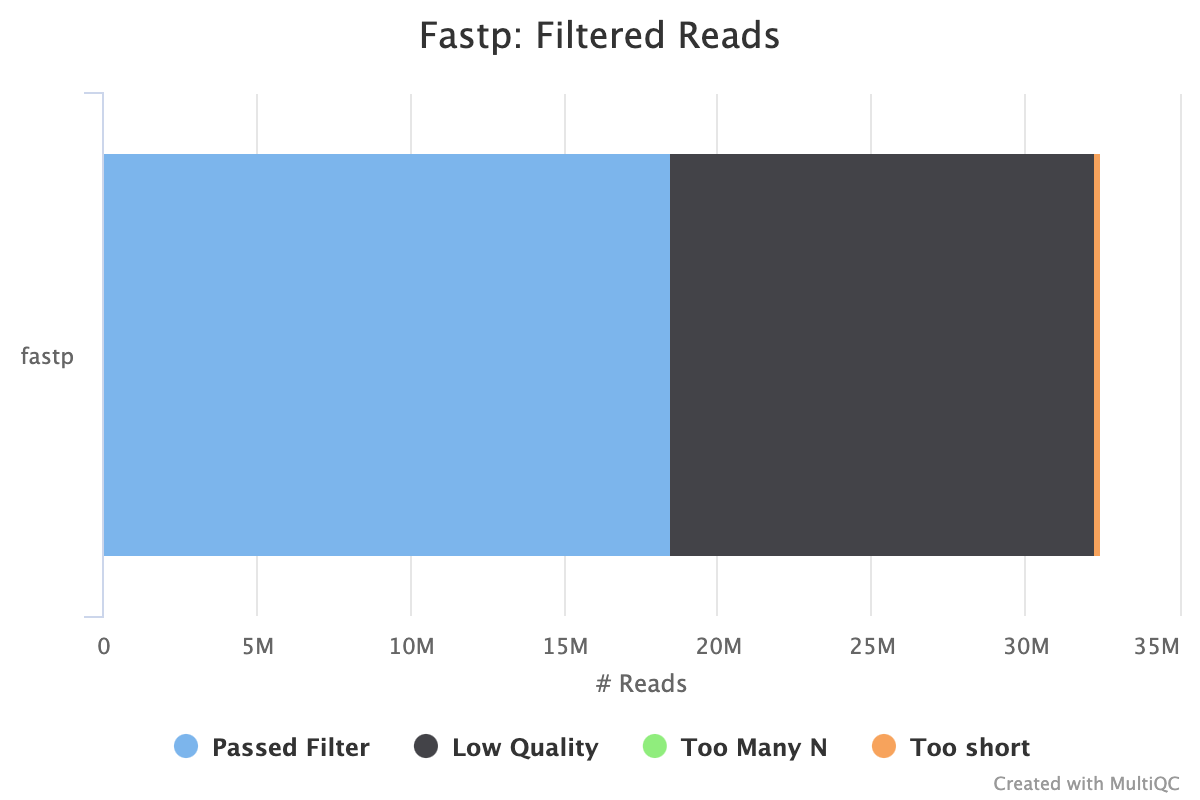 Fastp: Filtered Reads
fastp
0 5M 10M 15M 20M 25M 30M 35M
# Reads
Passed Filter Low Quality Too Many N Too short
Created with MultiQC